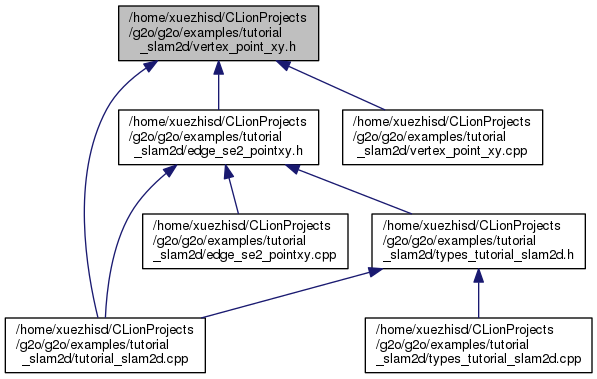 /home/xuezhisd/CLionProjects
/g2o/g2o/examples/tutorial
_slam2d/vertex_point_xy.h
/home/xuezhisd/CLionProjects
/g2o/g2o/examples/tutorial
_slam2d/edge_se2_pointxy.h
/home/xuezhisd/CLionProjects
/g2o/g2o/examples/tutorial
_slam2d/vertex_point_xy.cpp
/home/xuezhisd/CLionProjects
/g2o/g2o/examples/tutorial
_slam2d/edge_se2_pointxy.cpp
/home/xuezhisd/CLionProjects
/g2o/g2o/examples/tutorial
_slam2d/types_tutorial_slam2d.h
/home/xuezhisd/CLionProjects
/g2o/g2o/examples/tutorial
_slam2d/tutorial_slam2d.cpp
/home/xuezhisd/CLionProjects
/g2o/g2o/examples/tutorial
_slam2d/types_tutorial_slam2d.cpp